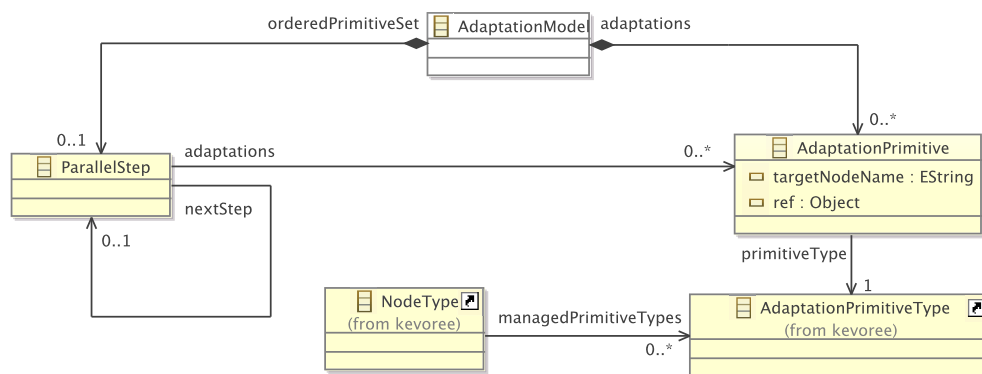 orderedPrimitiveSet
AdaptationModel
adaptations
0..1
0..*
ParallelStep
adaptations
0..*
AdaptationPrimitive
targetNodeName : EString
ref : Object
nextStep
0..1
primitiveType
1
NodeType
(from kevoree)
managedPrimitiveTypes
0..*
AdaptationPrimitiveType
(from kevoree)